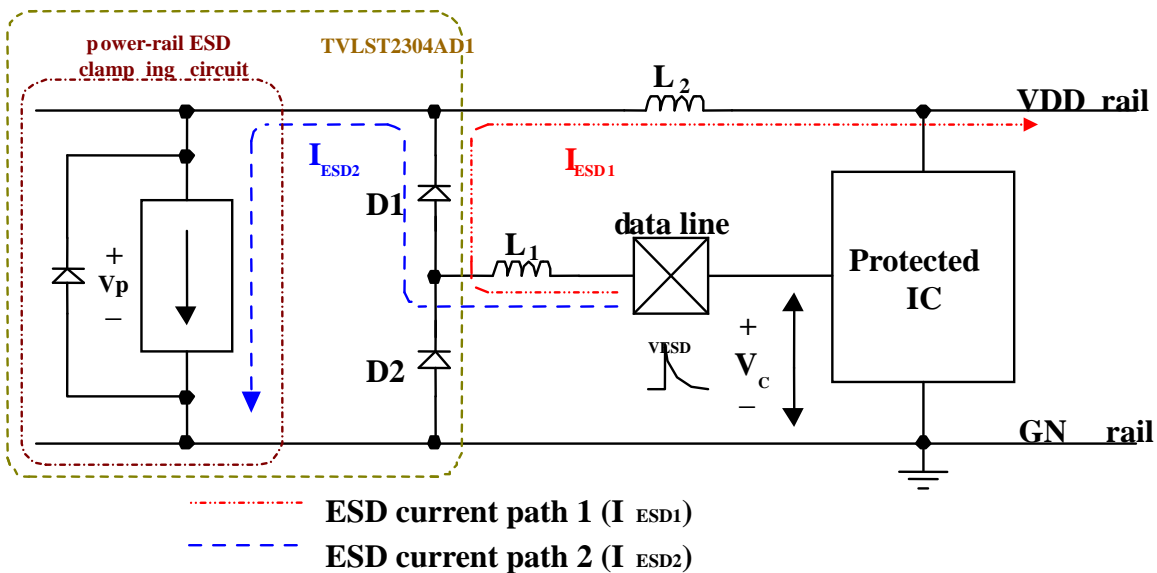 power-rail ESD
clamp ing circuit
TVLST2304AD1
L2
VDD rail
IESD2
IESD1
D1
data line
L1
+
Vp
−
Protected
IC
VESD
+
VC
−
D2
GN rail
ESD current path 1 (I ESD1)
ESD current path 2 (I ESD2)